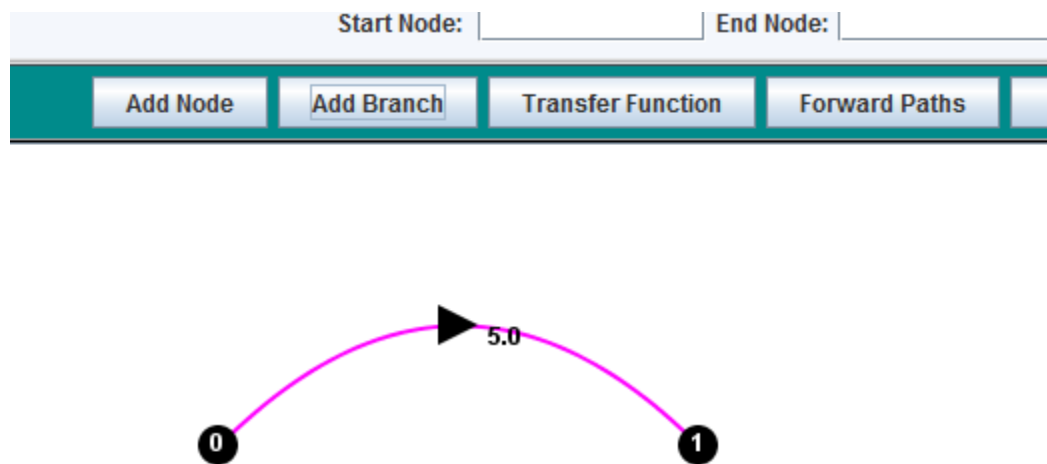 Start Node: End Node:
Add Node Add Branch Transfer Function Forward Paths
5.0
0 1